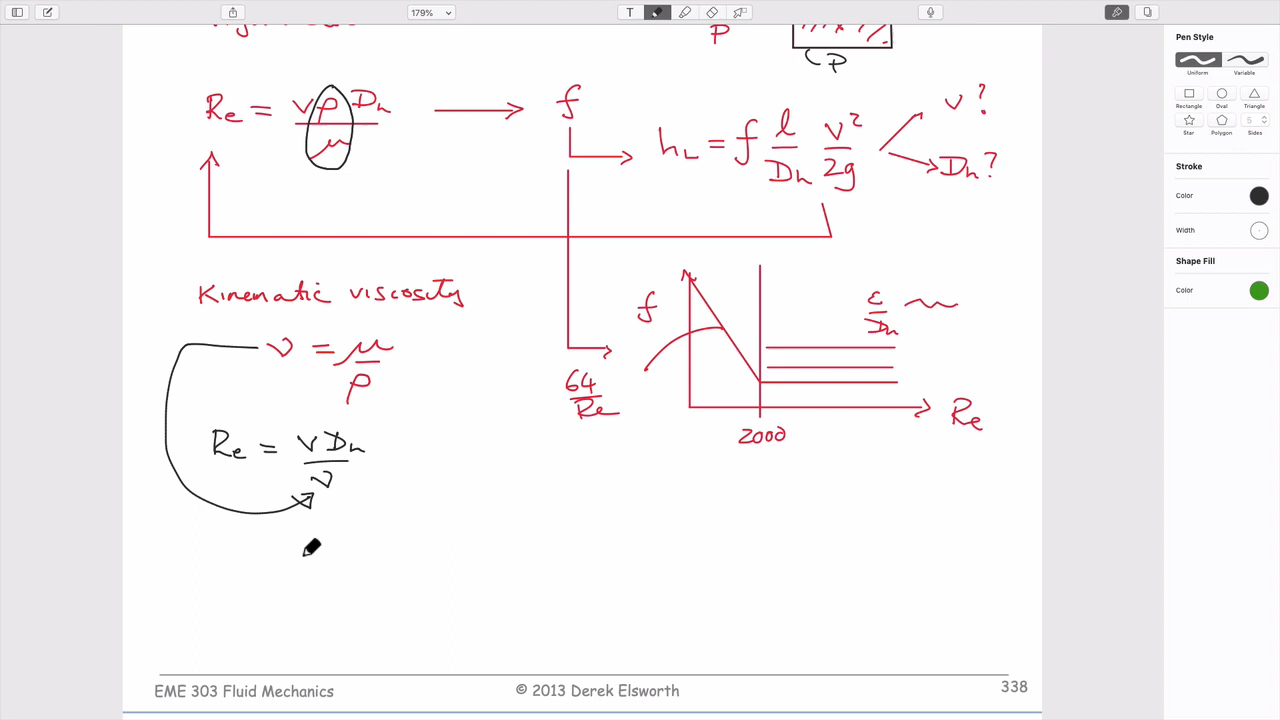 179%
T
Pen Style
Uniform
Variable
Rectangle
Oval
Triangle
Star
Polygon
5
Sides
Stroke
Color
Width
Shape Fill
Color
P
P
Re = vρDh / μ → f
hL = f l/Dh v²/2g
v?
Dh?
Kinematic viscosity
ν = μ/ρ
Re = vDh / ν
64/Re
f
ε/Dh
2000
Re
EME 303 Fluid Mechanics
© 2013 Derek Elsworth
338